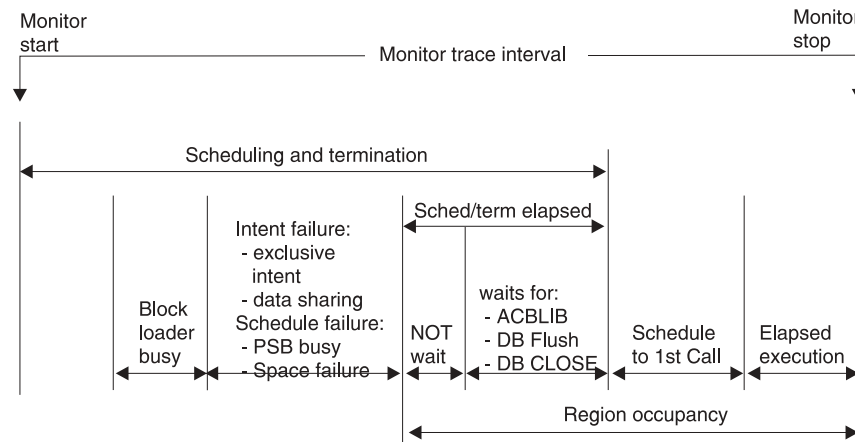 Monitor
start
Monitor
stop
Monitor trace interval
Scheduling and termination
Sched/term elapsed
Intent failure:
- exclusive
intent
- data sharing
Schedule failure:
- PSB busy
- Space failure
Block
loader
busy
NOT
wait
waits for:
- ACBLIB
- DB Flush
- DB CLOSE
Schedule
to 1st Call
Elapsed
execution
Region occupancy